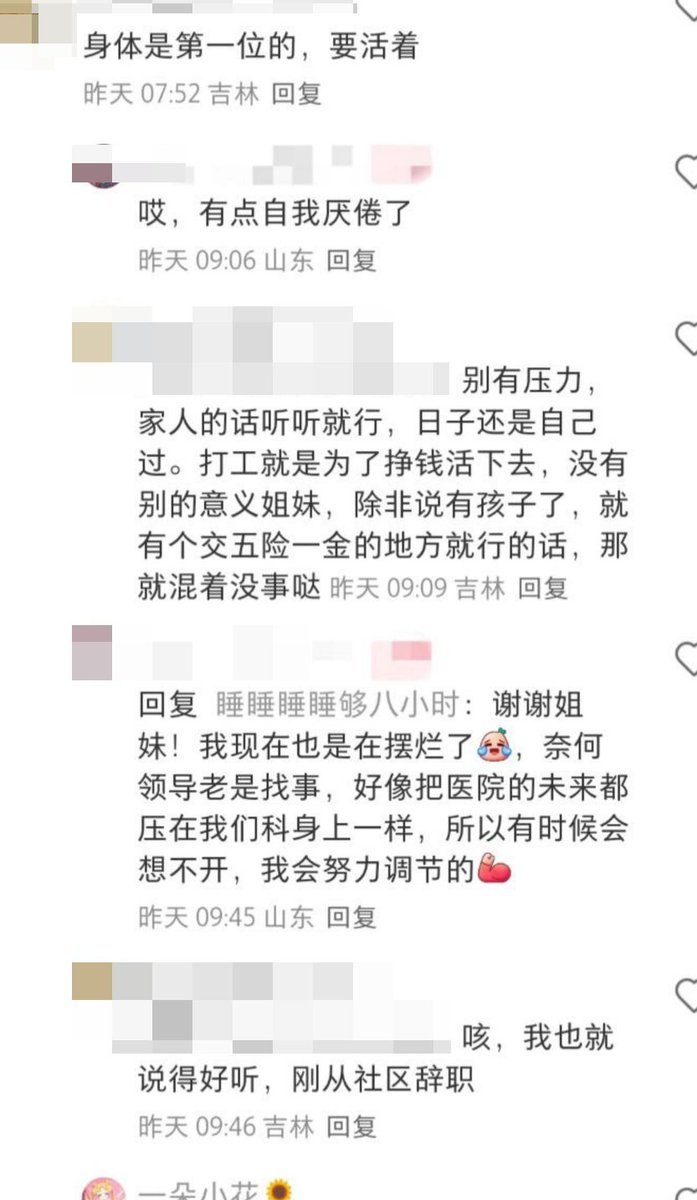 身体是第一位的，要活着
昨天 07:52 吉林 回复
哎，有点自我厌倦了
昨天 09:06 山东 回复
别有压力，
家人的话听听就行，日子还是自己
过。打工就是为了挣钱活下去，没有
别的意义姐妹，除非说有孩子了，就
有个交五险一金的地方就行的话，那
就混着没事哒 昨天 09:09 吉林 回复
回复 睡睡睡睡够八小时：谢谢姐
妹！我现在也是在摆烂了，奈何
领导老是找事，好像把医院的未来都
压在我们科身上一样，所以有时候会
想不开，我会努力调节的
昨天 09:45 山东 回复
咳，我也就
说得好听，刚从社区辞职
昨天 09:46 吉林 回复
一朵小花